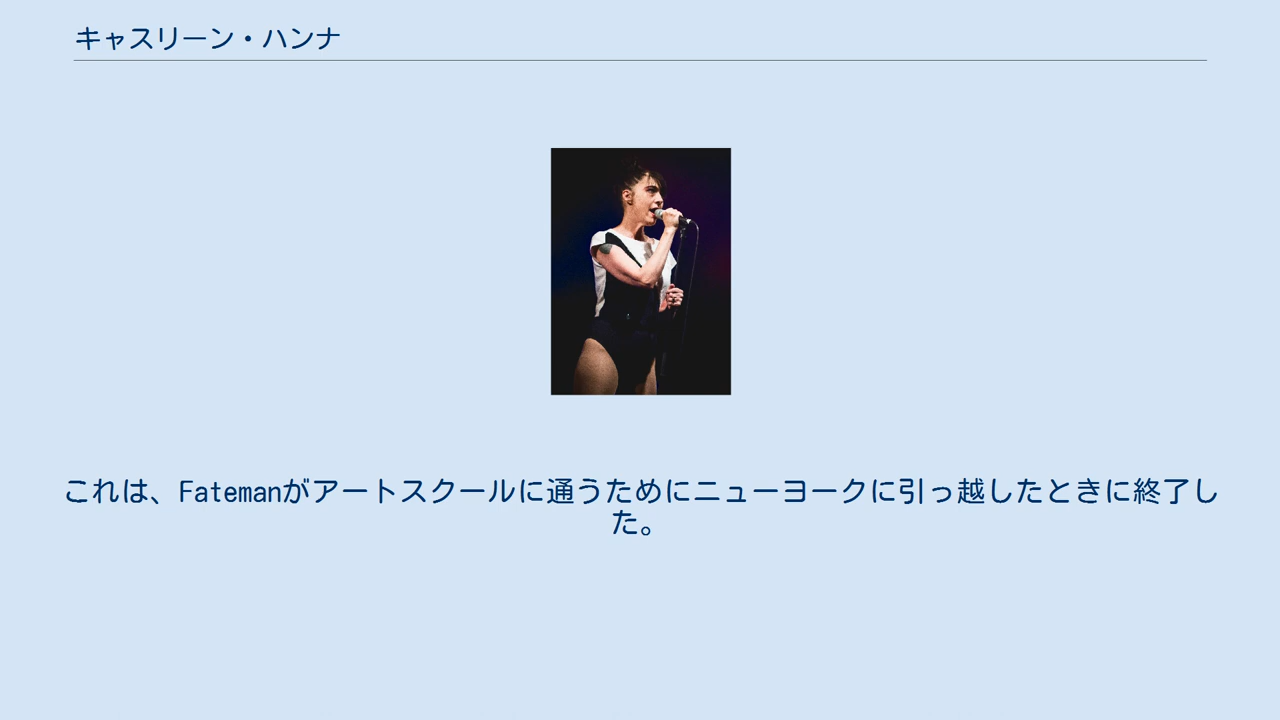 キャスリーン・ハンナ
これは、Fatemanがアートスクールに通うためにニューヨークに引っ越したときに終了し
た。